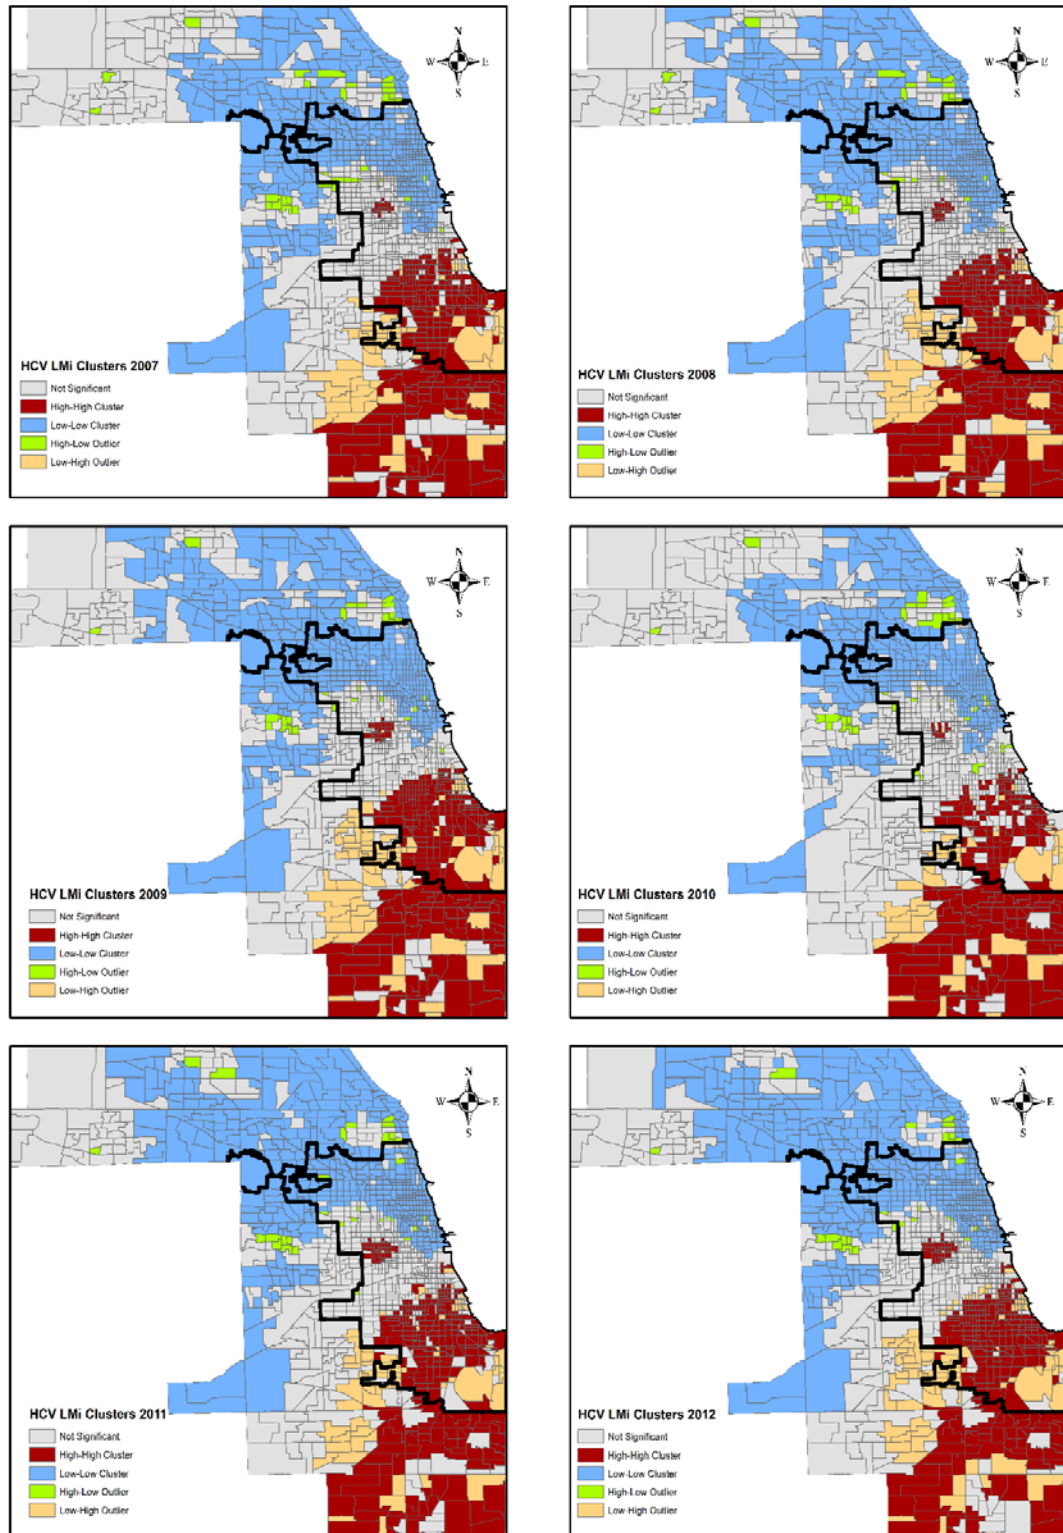 N
W E
S
HCV LMi Clusters 2007
Not Significant
High-High Cluster
Low-Low Cluster
High-Low Outlier
Low-High Outlier
N
W E
S
HCV LMi Clusters 2008
Not Significant
High-High Cluster
Low-Low Cluster
High-Low Outlier
Low-High Outlier
N
W E
S
HCV LMi Clusters 2009
Not Significant
High-High Cluster
Low-Low Cluster
High-Low Outlier
Low-High Outlier
N
W E
S
HCV LMi Clusters 2010
Not Significant
High-High Cluster
Low-Low Cluster
High-Low Outlier
Low-High Outlier
N
W E
S
HCV LMi Clusters 2011
Not Significant
High-High Cluster
Low-Low Cluster
High-Low Outlier
Low-High Outlier
N
W E
S
HCV LMi Clusters 2012
Not Significant
High-High Cluster
Low-Low Cluster
High-Low Outlier
Low-High Outlier